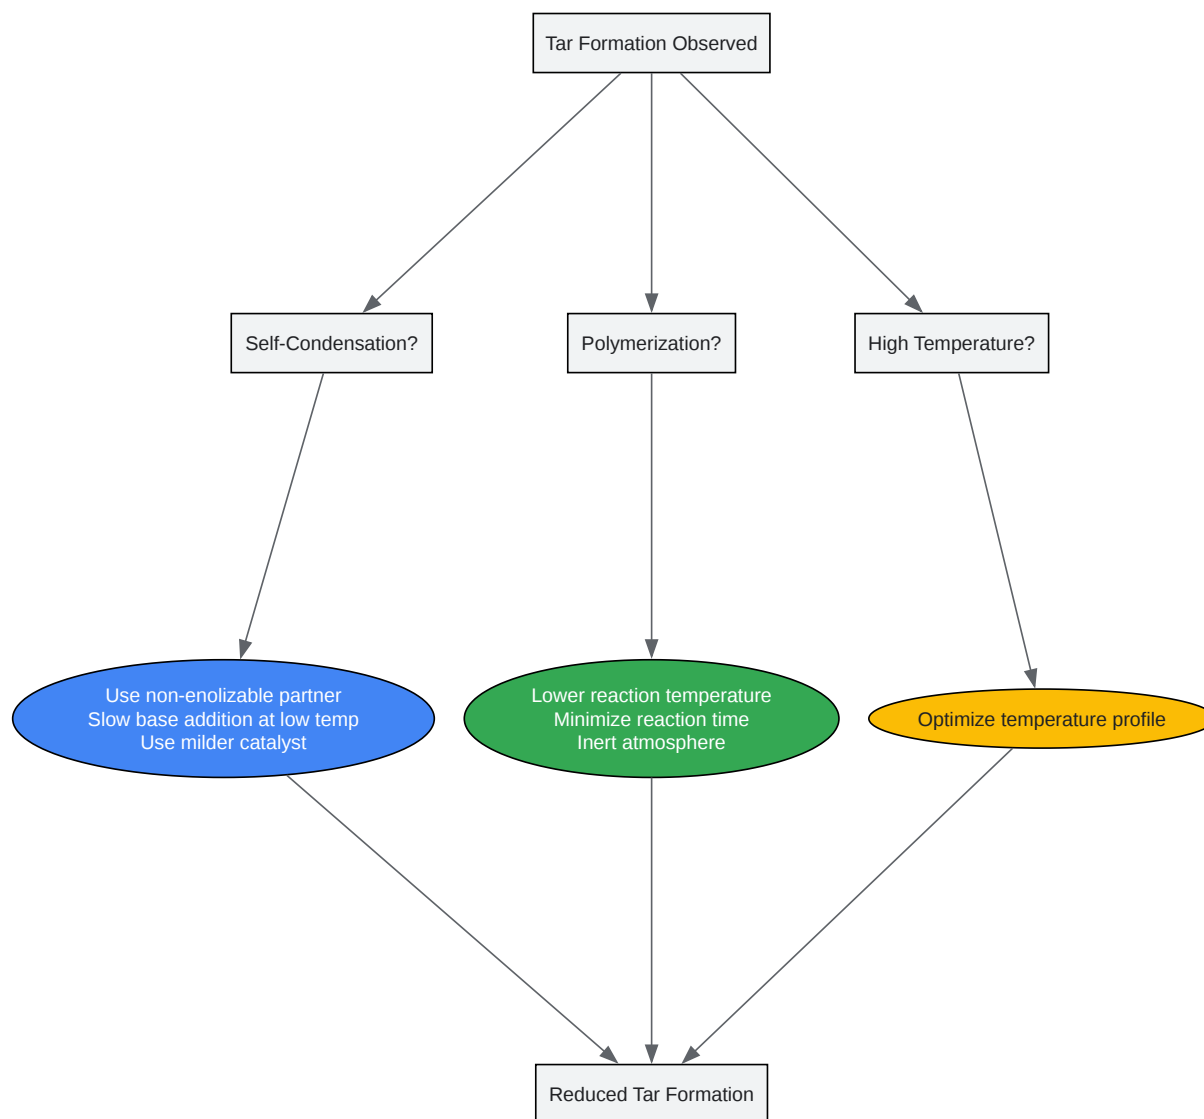 Tar Formation Observed
Self-Condensation?
Polymerization?
High Temperature?
Use non-enolizable partner
Slow base addition at low temp
Use milder catalyst
Lower reaction temperature
Minimize reaction time
Inert atmosphere
Optimize temperature profile
Reduced Tar Formation